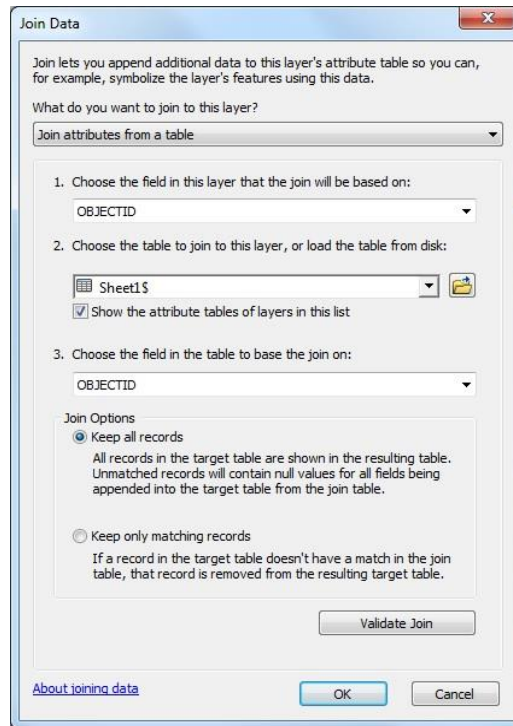 Join Data
Join lets you append additional data to this layer's attribute table so you can,
for example, symbolize the layer's features using this data.
What do you want to join to this layer?
Join attributes from a table
1. Choose the field in this layer that the join will be based on:
OBJECTID
2. Choose the table to join to this layer, or load the table from disk:
Sheet1$
Show the attribute tables of layers in this list
3. Choose the field in the table to base the join on:
OBJECTID
Join Options
Keep all records
All records in the target table are shown in the resulting table.
Unmatched records will contain null values for all fields being
appended into the target table from the join table.
Keep only matching records
If a record in the target table doesn't have a match in the join
table, that record is removed from the resulting target table.
Validate Join
About joining data
OK
Cancel